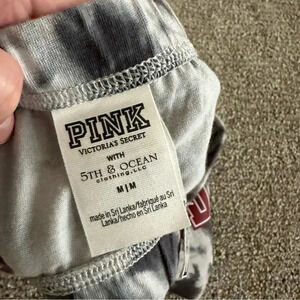 PINK
VICTORIA'S SECRET
WITH
5TH & OCEAN
clothing, LLC
M | M
made in Sri Lanka/fabriqué au Sri
Lanka/hecho en Sri Lanka